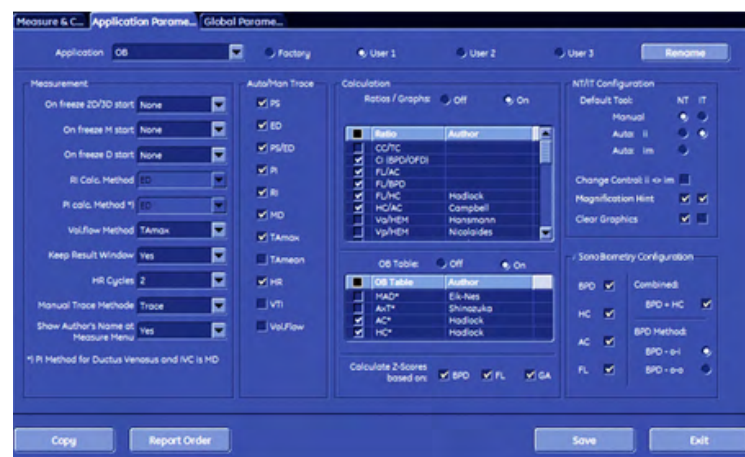 Measure & C... Application Parame... Global Parame...
Application OB Factory User 1 User 2 User 3 Rename
Measurement
On freeze 2D/3D start None
On freeze M start None
On freeze D start None
RI Calc. Method ED
PI calc. Method *) ED
Vol.flow Method TAmax
Keep Result Window Yes
HR Cycles 2
Manual Trace Methode Trace
Show Author's Name at
Measure Menu Yes
*) PI Method for Ductus Venosus and IVC is MD
Auto/Man Trace
PS
ED
PS/ED
PI
RI
MD
TAmax
TAmean
HR
VTI
Vol.Flow
Calculation
Ratios / Graphs: Off On
Ratio Author
CC/TC
CI (BPD/OFD)
FL/AC
FL/BPD
FL/HC Hadlock
HC/AC Campbell
Va/HEM Hansmann
Vp/HEM Nicolaides
OB Table: Off On
OB Table Author
MAD* Eik-Nes
AxT* Shinozuka
AC* Hadlock
HC* Hadlock
Calculate Z-Scores
based on: BPD FL GA
NT/IT Configuration
Default Tool: NT IT
Manual
Auto: ii
Auto: im
Change Control: ii <> im
Magnification Hint
Clear Graphics
SonoBiometry Configuration
BPD
HC
AC
FL
Combined:
BPD + HC
BPD Method:
BPD - o-i
BPD - o-o
Copy Report Order Save Exit